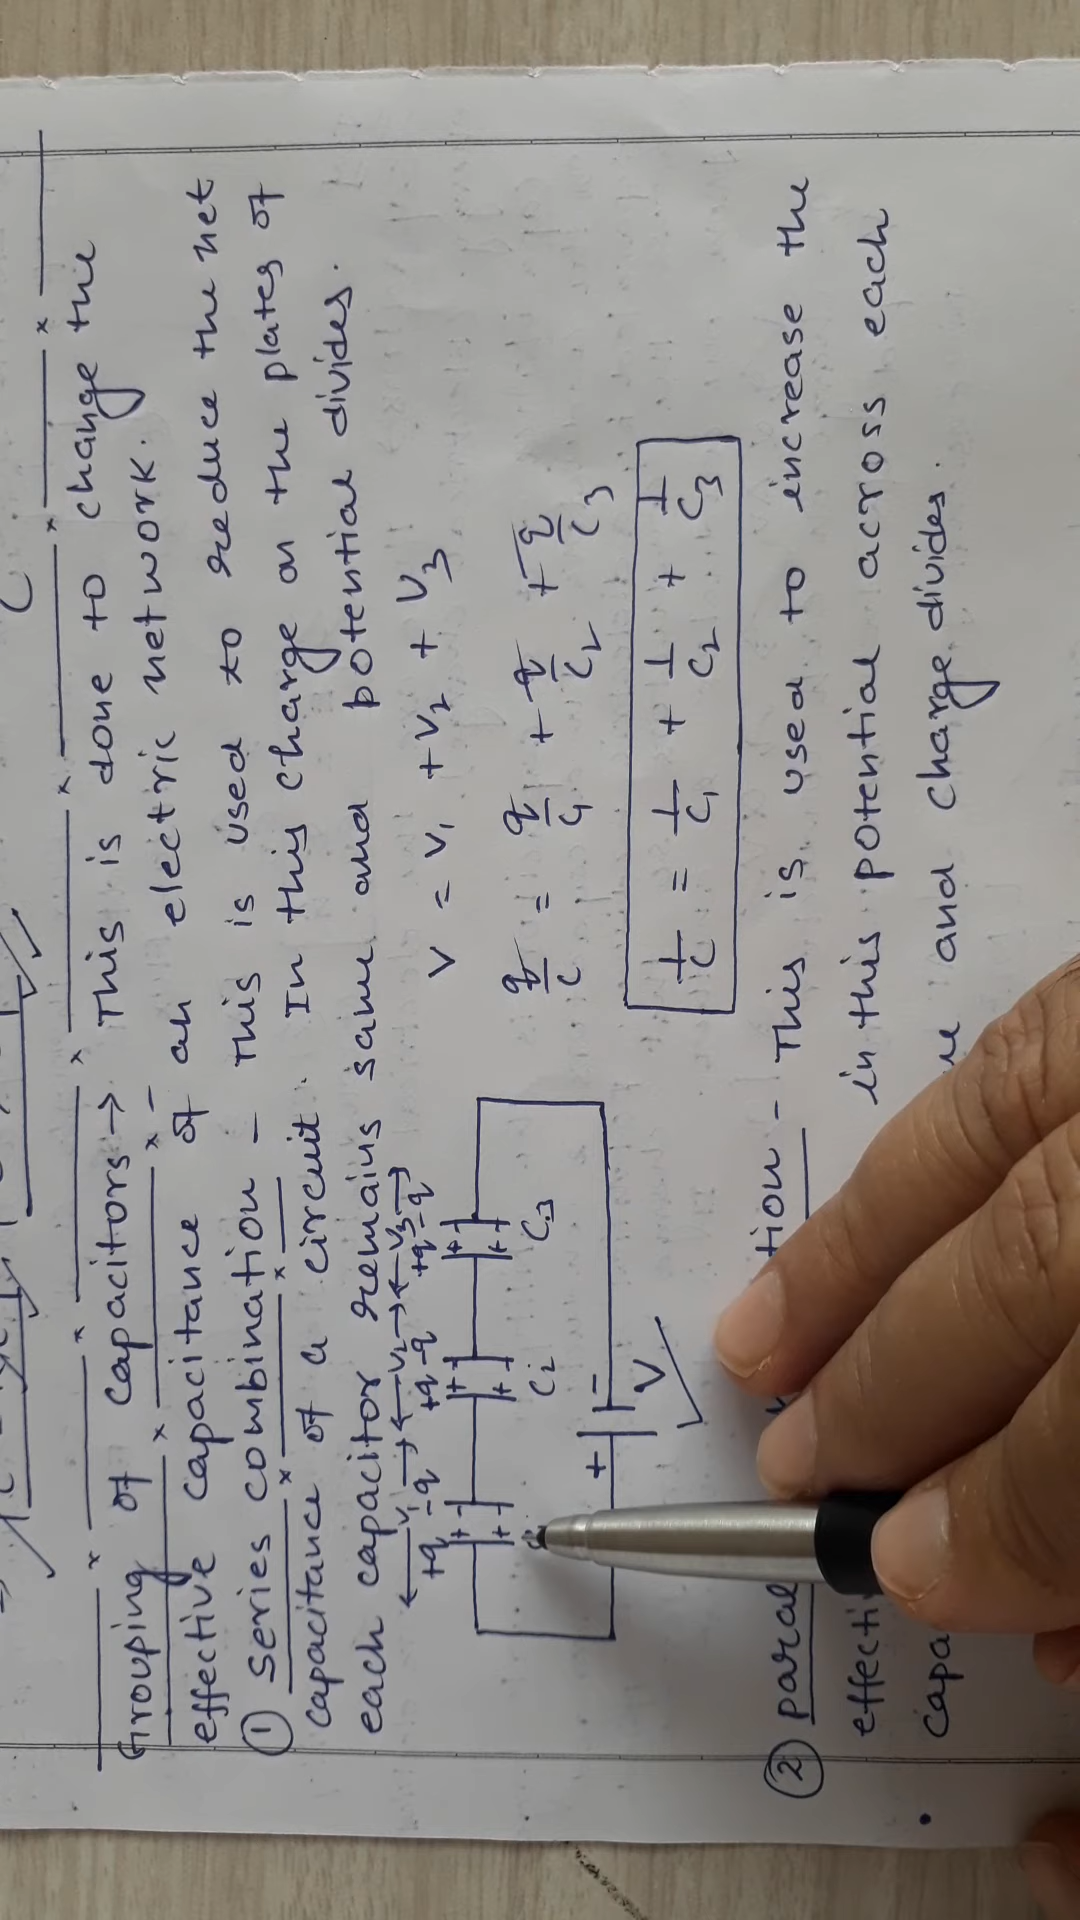 Grouping of capacitors → This is done to change the
effective capacitance of an electric network.
① Series combination - This is used to reduce the net
capacitance of a circuit. In this charge on the plates of
each capacitor remains same and potential divides.
V₁ V₂ V₃
+q -q +q -q +q -q
C₂ C₃
+ -
V
V = V₁ + V₂ + V₃
q/C = q/C₁ + q/C₂ + q/C₃
1/C = 1/C₁ + 1/C₂ + 1/C₃
② This is used to increase the
in this potential across each
and charge divides.